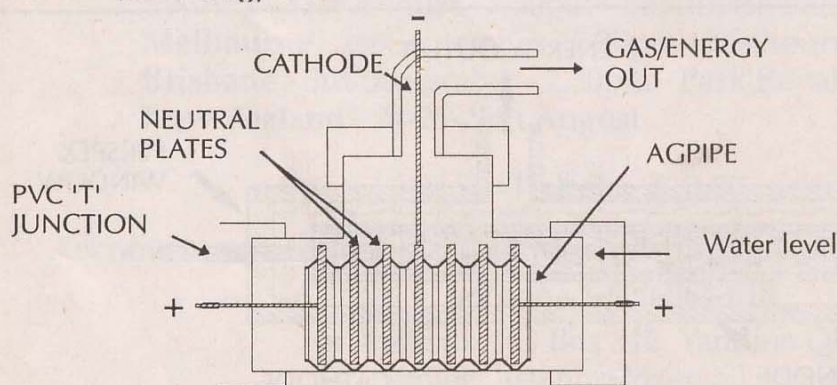 -
CATHODE
GAS/ENERGY
OUT
NEUTRAL
PLATES
AGPIPE
PVC 'T'
JUNCTION
Water level
+
+